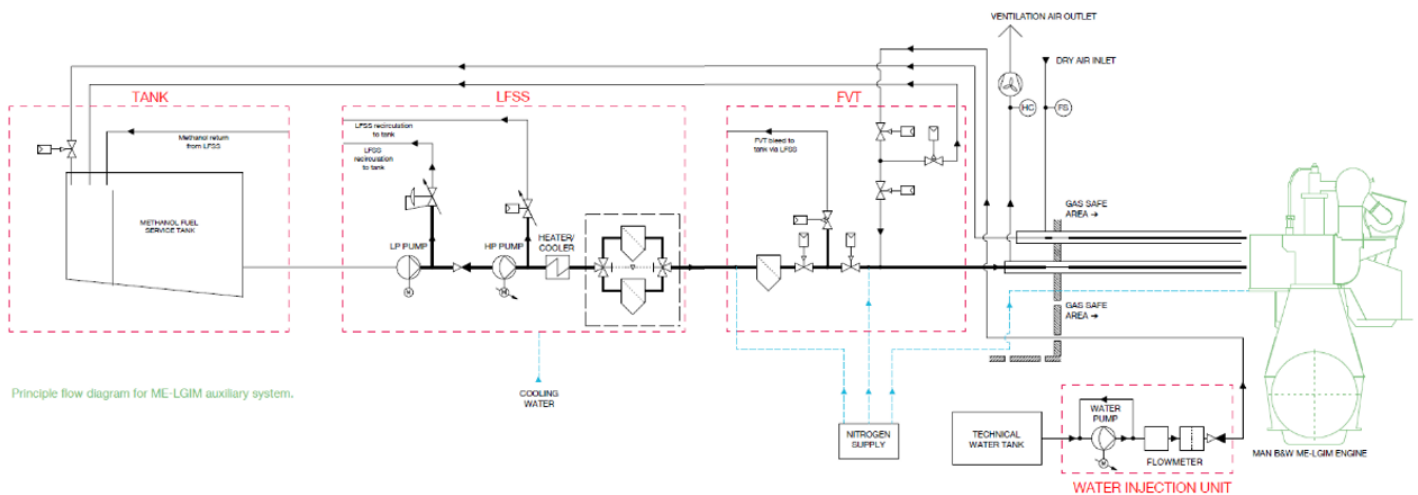 VENTILATION AIR OUTLET
DRY AIR INLET
TANK
LFSS
FVT
HC
FS
Methanol return
from LFSS
LFSS recirculation
to tank
LFSS
recirculation
to tank
FVT bleed to
tank via LFSS
METHANOL FUEL
SERVICE TANK
LP PUMP
HP PUMP
HEATER/
COOLER
GAS SAFE
AREA →
GAS SAFE
AREA →
Principle flow diagram for ME-LGIM auxiliary system.
COOLING
WATER
NITROGEN
SUPPLY
TECHNICAL
WATER TANK
WATER
PUMP
FLOWMETER
MAN B&W ME-LGIM ENGINE
WATER INJECTION UNIT